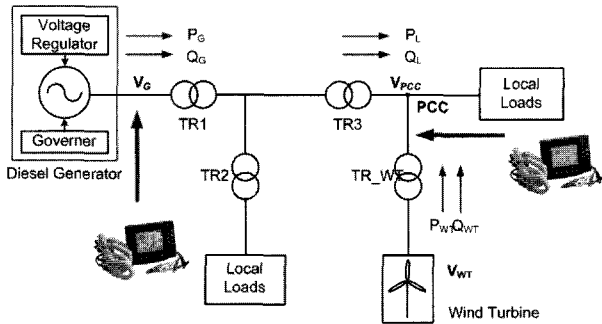 Voltage
Regulator
Governer
Diesel Generator
P_G
Q_G
V_G
TR1
TR2
Local
Loads
P_L
Q_L
TR3
V_PCC
PCC
Local
Loads
TR_WT
P_WT Q_WT
V_WT
Wind Turbine